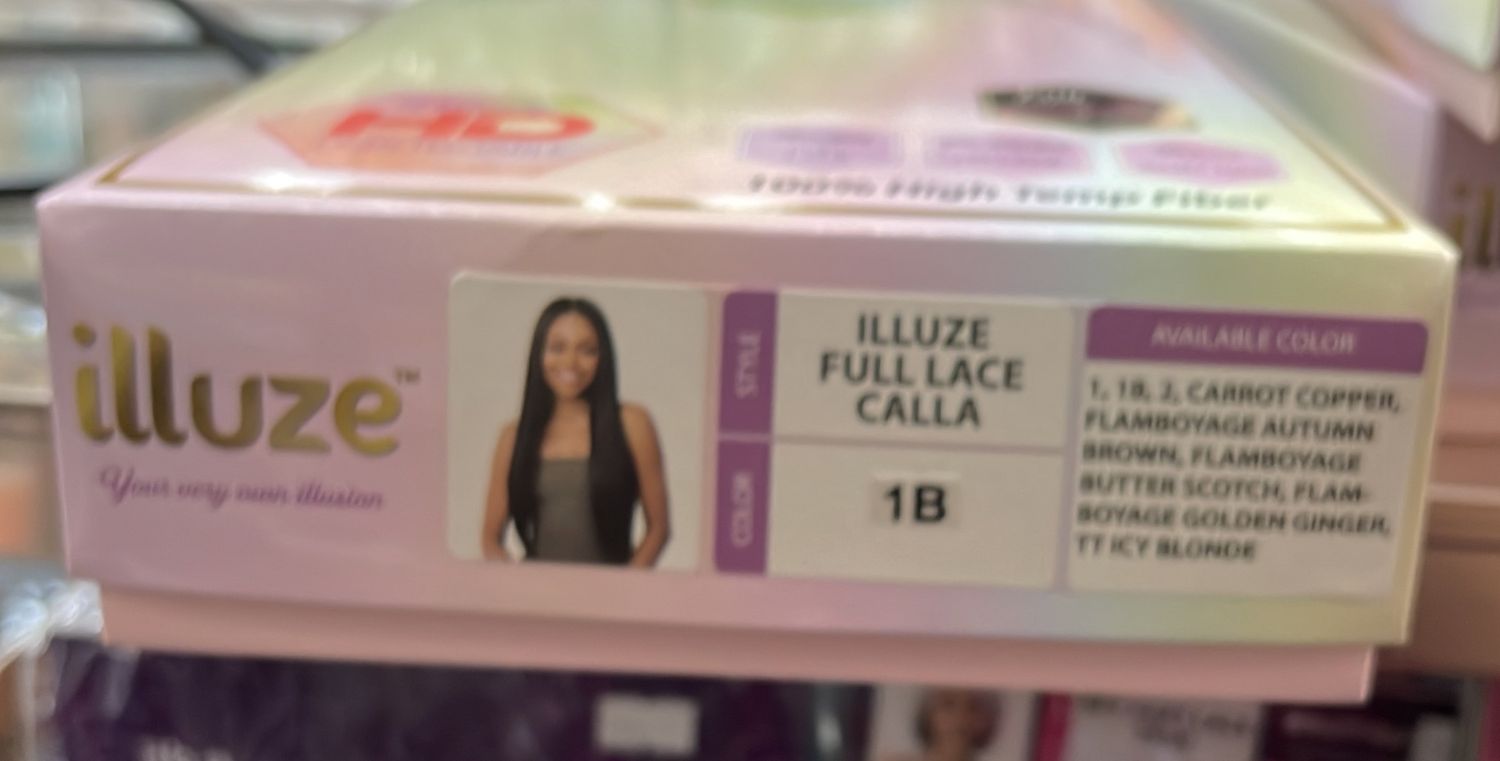 HD
100% High Temp Fiber
illuze™
Your very own illusion
STYLE
ILLUZE
FULL LACE
CALLA
COLOR
1B
AVAILABLE COLOR
1, 1B, 2, CARROT COPPER,
FLAMBOYAGE AUTUMN
BROWN, FLAMBOYAGE
BUTTER SCOTCH, FLAM-
BOYAGE GOLDEN GINGER,
TT ICY BLONDE